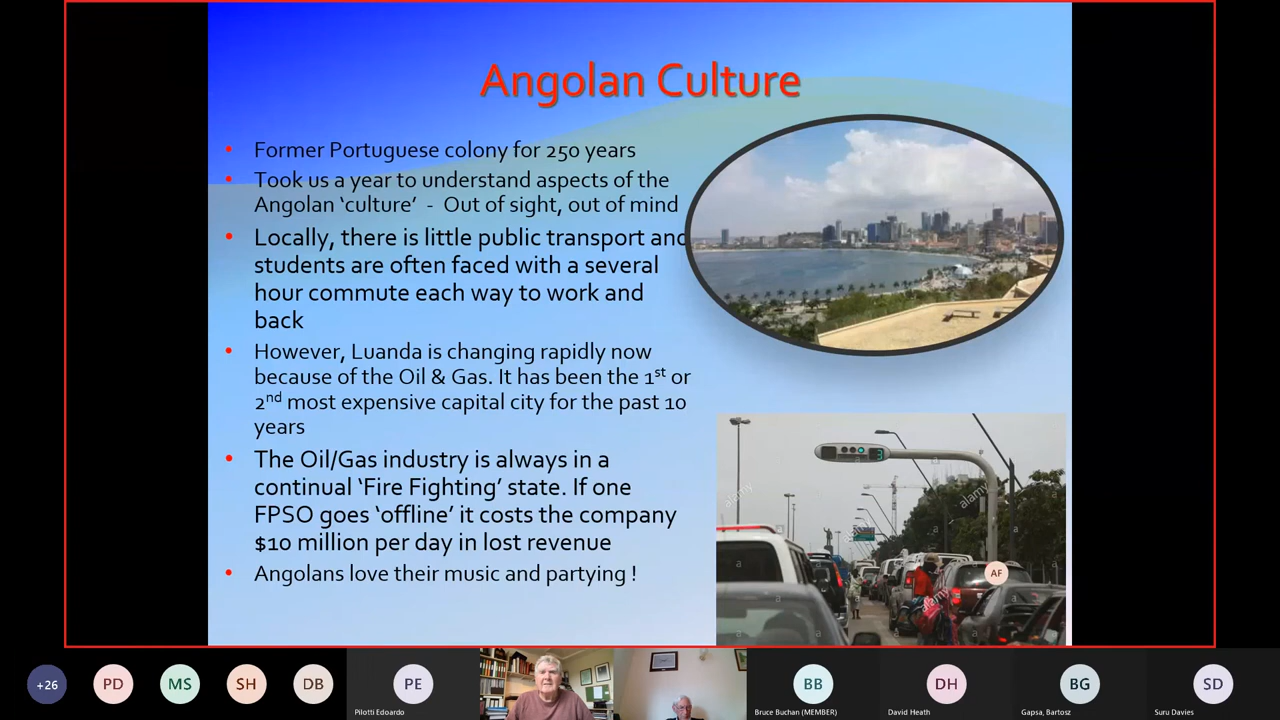 Angolan Culture
• Former Portuguese colony for 250 years
• Took us a year to understand aspects of the
Angolan ‘culture’ - Out of sight, out of mind
• Locally, there is little public transport and
students are often faced with a several
hour commute each way to work and
back
• However, Luanda is changing rapidly now
because of the Oil & Gas. It has been the 1st or
2nd most expensive capital city for the past 10
years
• The Oil/Gas industry is always in a
continual ‘Fire Fighting’ state. If one
FPSO goes ‘offline’ it costs the company
$10 million per day in lost revenue
• Angolans love their music and partying !
3
alamy
alamy
alamy
a
a
a
a
a
a
a
AF
+26
PD
MS
SH
DB
PE
Pilotti Edoardo
BB
Bruce Buchan (MEMBER)
DH
David Heath
BG
Gapsa, Bartosz
SD
Suru Davies